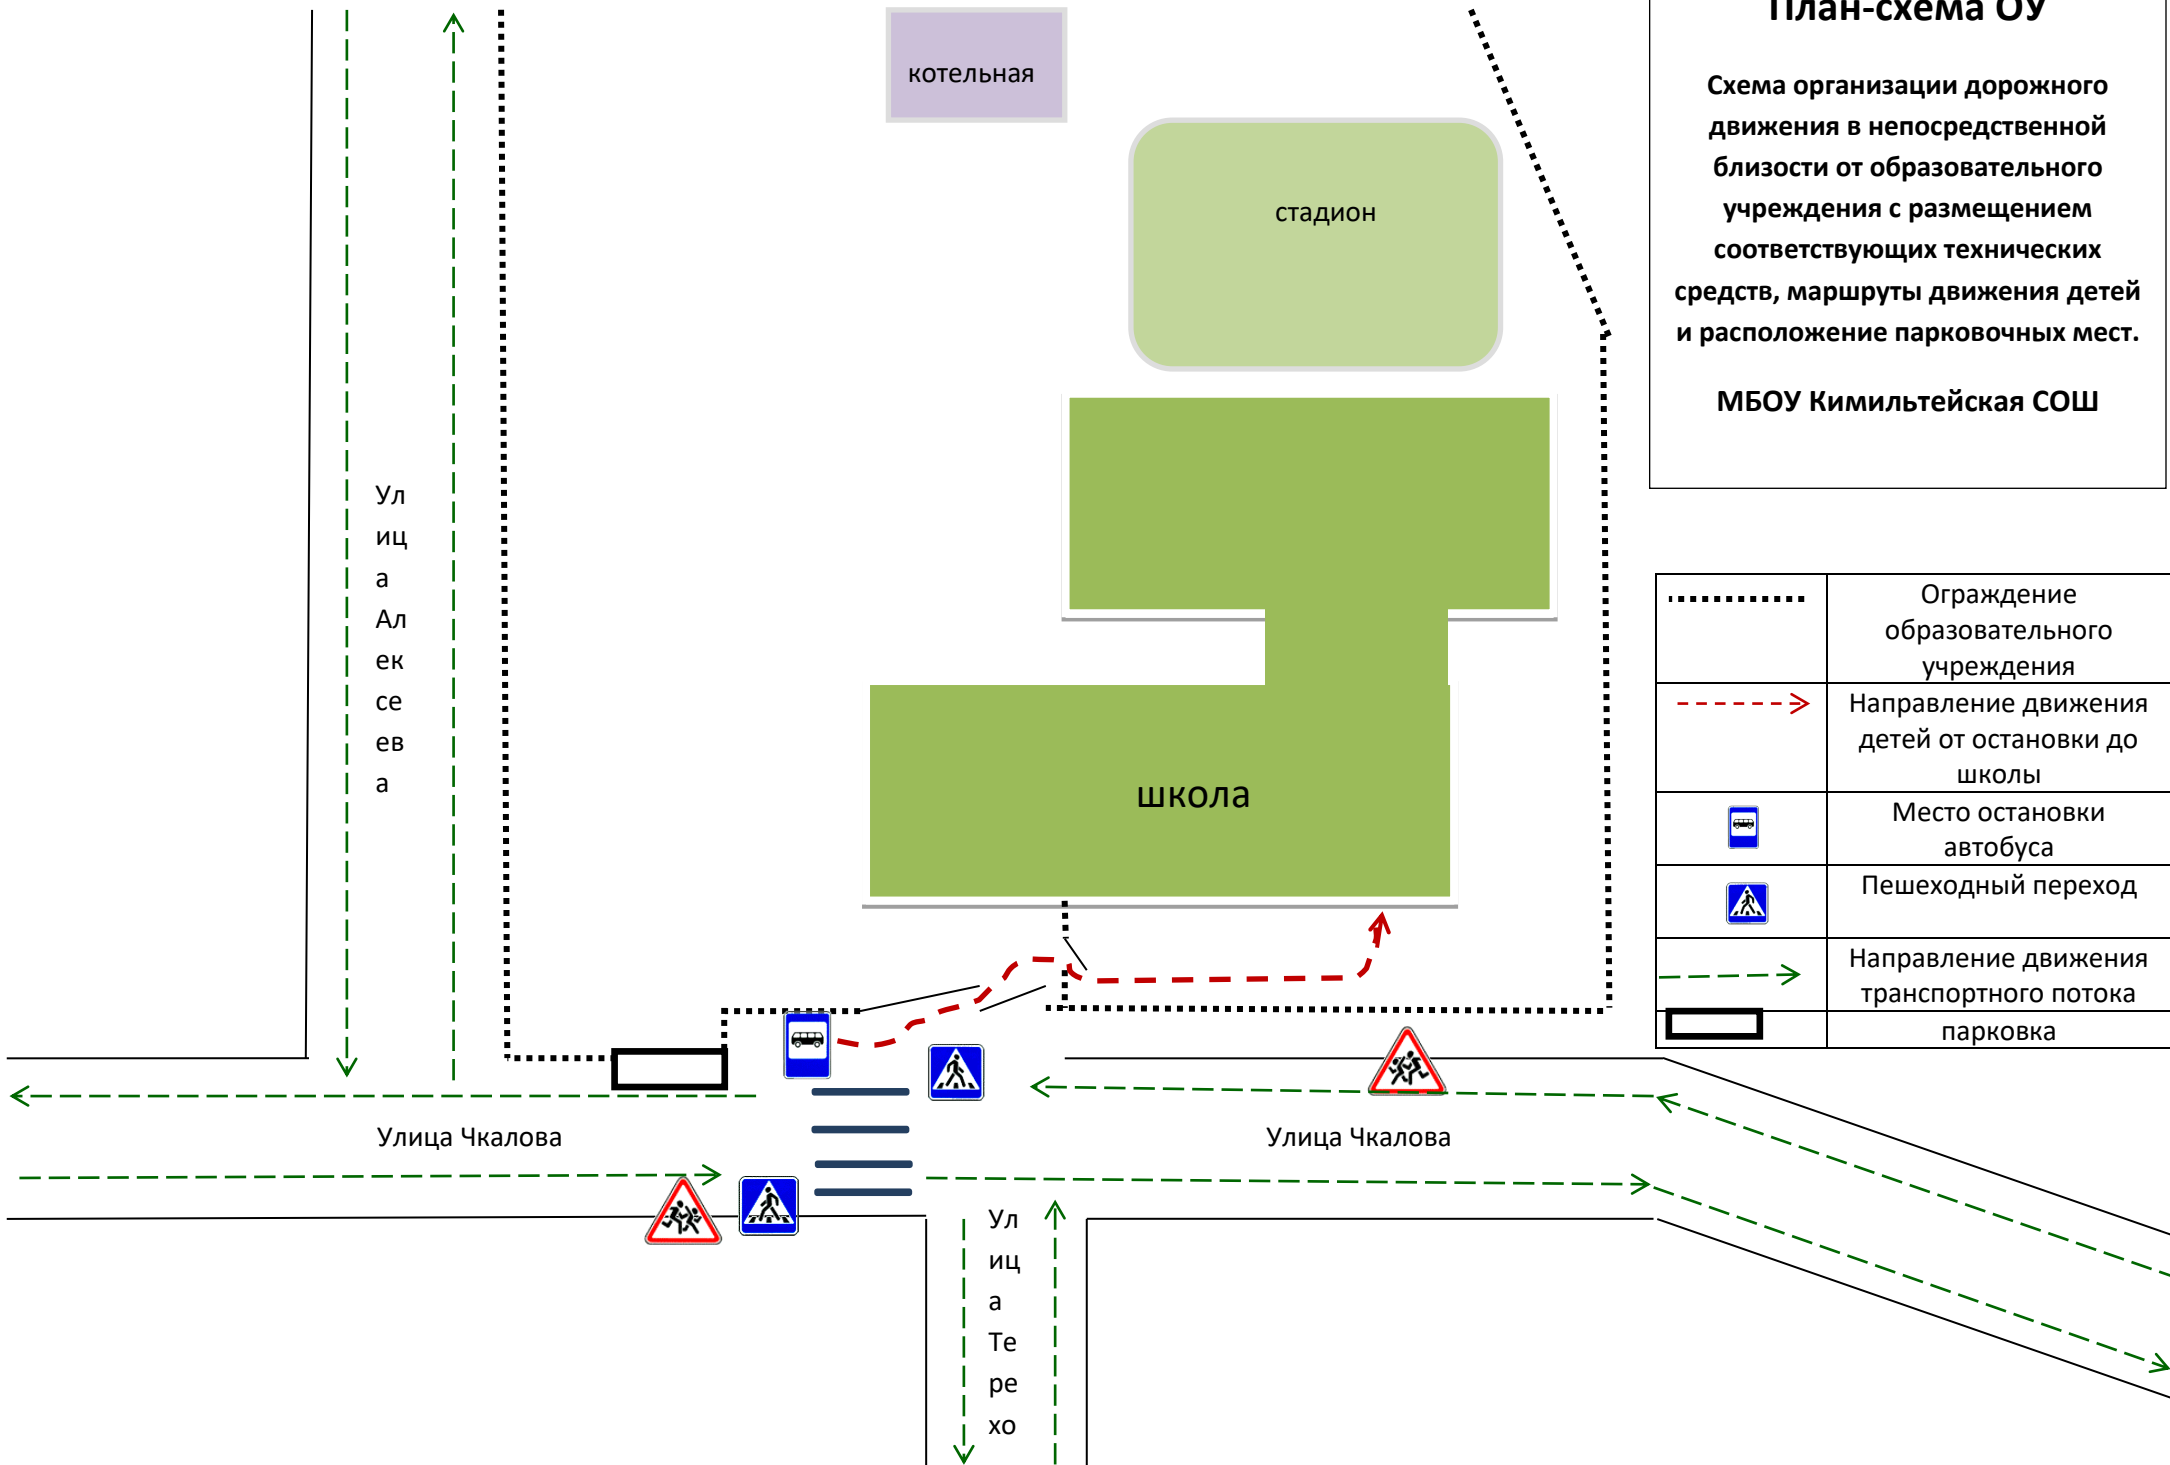 План-схема ОУ
Схема организации дорожного
движения в непосредственной
близости от образовательного
учреждения с размещением
соответствующих технических
средств, маршруты движения детей
и расположение парковочных мест.
МБОУ Кимильтейская СОШ
котельная
стадион
Ул
иц
а
Ал
ек
се
ев
а
школа
Ограждение
образовательного
учреждения
Направление движения
детей от остановки до
школы
Место остановки
автобуса
Пешеходный переход
Направление движения
транспортного потока
парковка
Улица Чкалова
Улица Чкалова
Ул
иц
а
Те
ре
хо